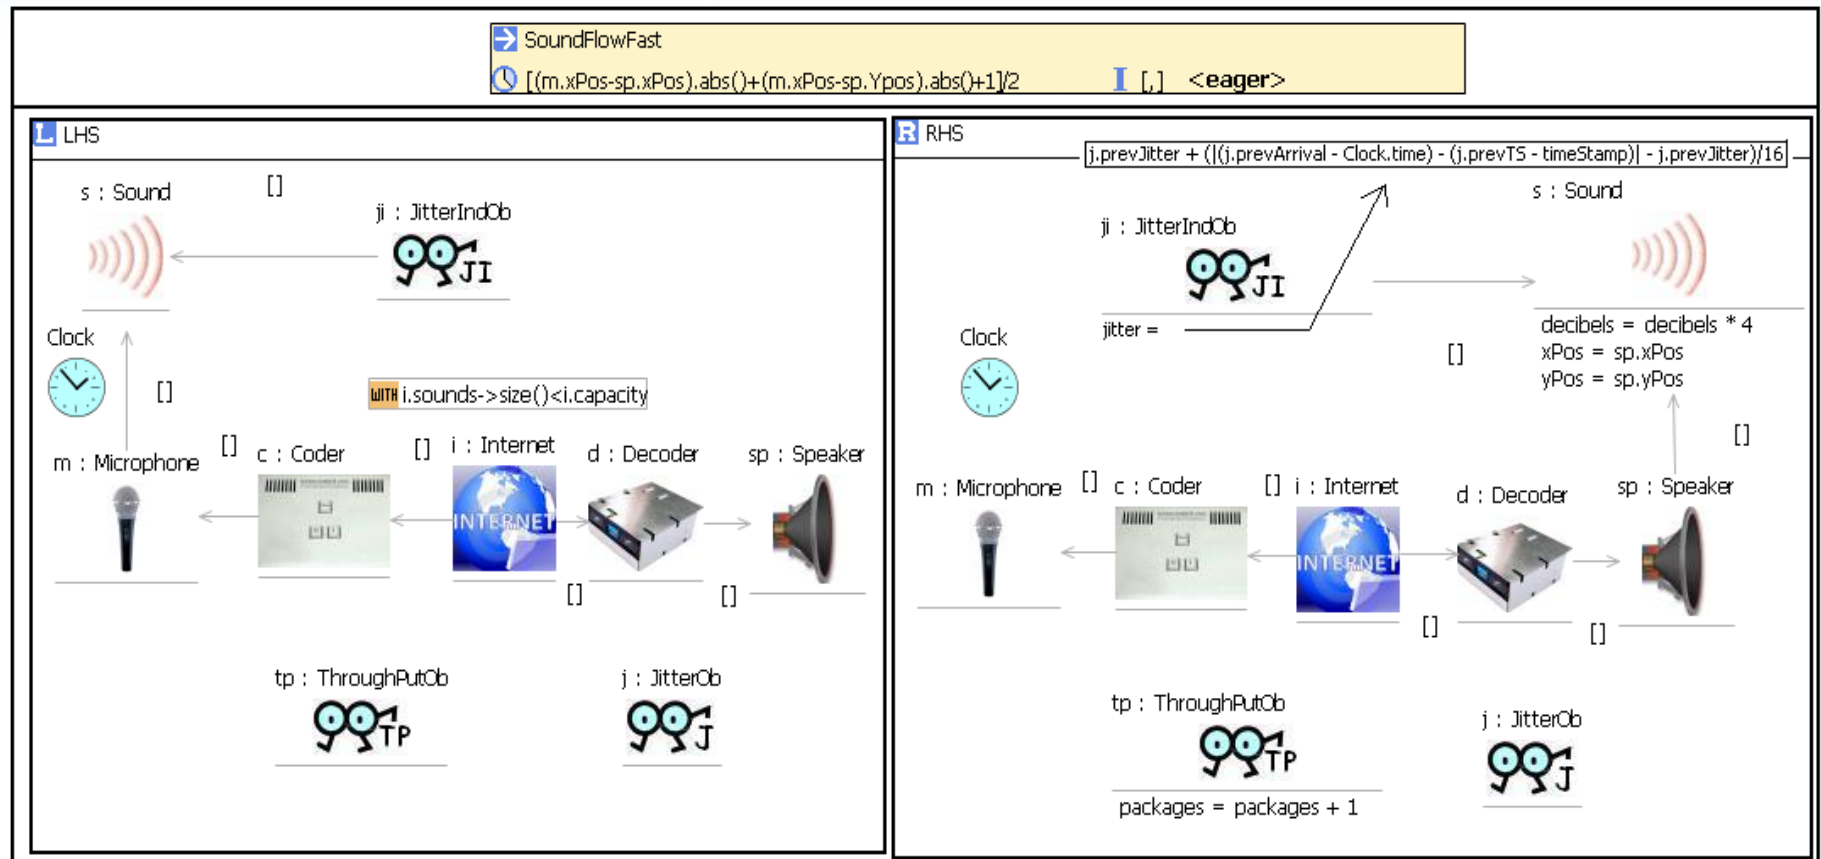 SoundFlowFast
[(m.xPos-sp.xPos).abs()+(m.xPos-sp.Ypos).abs()+1]/2 I [,] <eager>
L LHS
s : Sound
[]
ji : JitterIndOb
JI
Clock
[]
WITH i.sounds->size()<i.capacity
m : Microphone
[]
c : Coder
[]
i : Internet
d : Decoder
sp : Speaker
INTERNET
[]
[]
tp : ThroughPutOb
TP
j : JitterOb
J
R RHS
j.prevJitter + (|(j.prevArrival - Clock.time) - (j.prevTS - timeStamp)| - j.prevJitter)/16
s : Sound
ji : JitterIndOb
JI
jitter =
decibels = decibels * 4
xPos = sp.xPos
yPos = sp.yPos
Clock
[]
[]
m : Microphone
[]
c : Coder
[]
i : Internet
d : Decoder
sp : Speaker
INTERNET
[]
[]
tp : ThroughPutOb
TP
packages = packages + 1
j : JitterOb
J